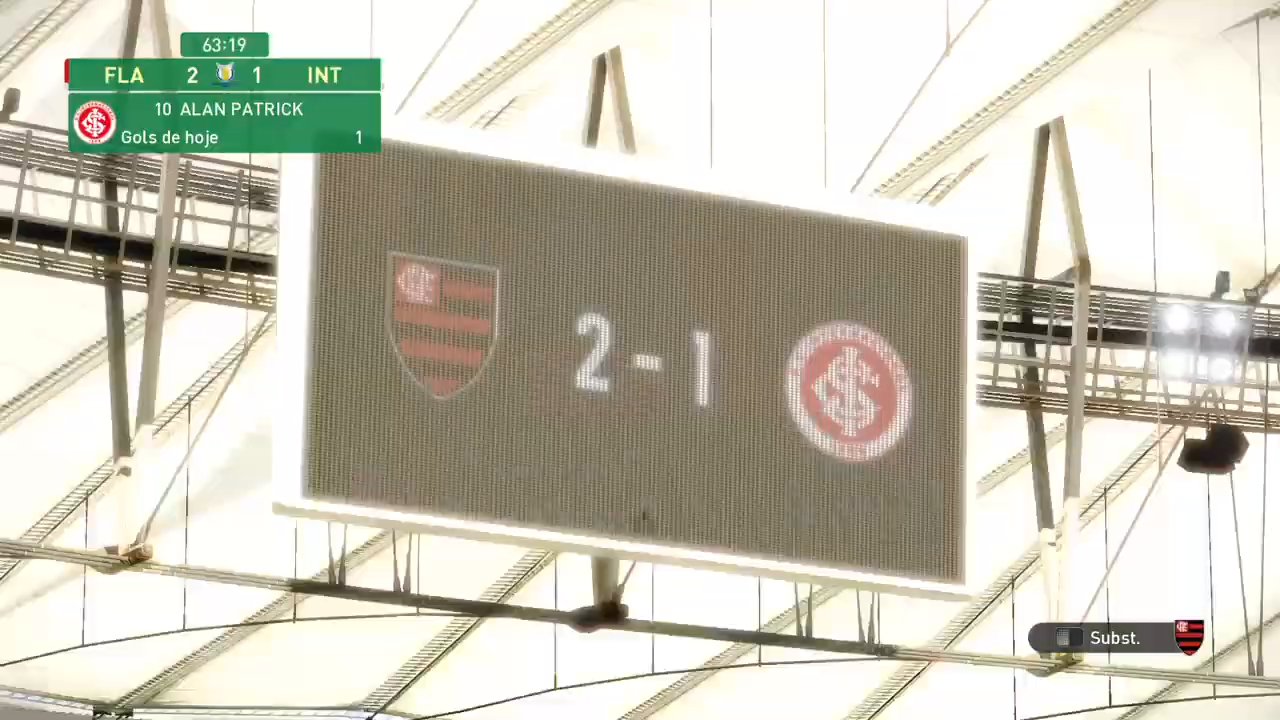 63:19
FLA 2 1 INT
10 ALAN PATRICK
Gols de hoje 1
2 - 1
Subst.